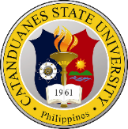 CATANDUANES STATE UNIVERSITY
1961
• Philippines •